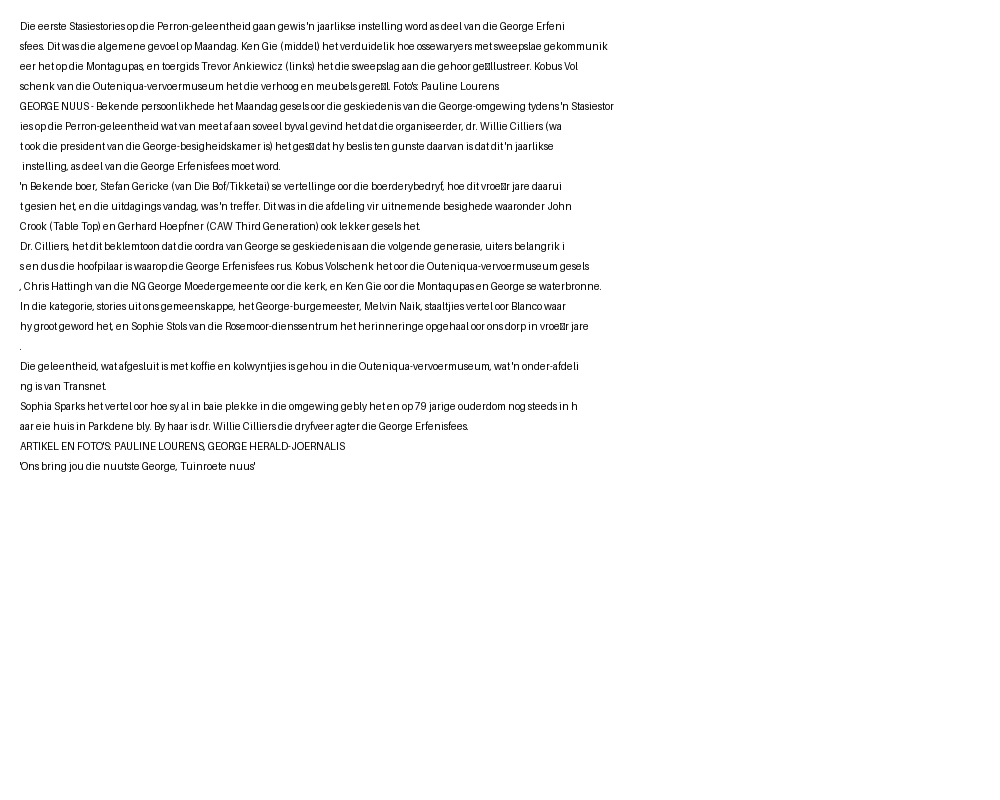 Die eerste Stasiestories op die Perron-geleentheid gaan gewis 'n jaarlikse instelling word as deel van die George Erfeni
sfees. Dit was die algemene gevoel op Maandag. Ken Gie (middel) het verduidelik hoe ossewaryers met sweepslae gekommunik
eer het op die Montagupas, en toergids Trevor Ankiewicz (links) het die sweepslag aan die gehoor ge□llustreer. Kobus Vol
schenk van die Outeniqua-vervoermuseum het die verhoog en meubels gere□l. Foto's: Pauline Lourens
GEORGE NUUS - Bekende persoonlikhede het Maandag gesels oor die geskiedenis van die George-omgewing tydens 'n Stasiestor
ies op die Perron-geleentheid wat van meet af aan soveel byval gevind het dat die organiseerder, dr. Willie Cilliers (wa
t ook die president van die George-besigheidskamer is) het ges□ dat hy beslis ten gunste daarvan is dat dit 'n jaarlikse
instelling, as deel van die George Erfenisfees moet word.
'n Bekende boer, Stefan Gericke (van Die Bof/Tikketai) se vertellinge oor die boerderybedryf, hoe dit vroe□r jare daarui
t gesien het, en die uitdagings vandag, was 'n treffer. Dit was in die afdeling vir uitnemende besighede waaronder John
Crook (Table Top) en Gerhard Hoepfner (CAW Third Generation) ook lekker gesels het.
Dr. Cilliers, het dit beklemtoon dat die oordra van George se geskiedenis aan die volgende generasie, uiters belangrik i
s en dus die hoofpilaar is waarop die George Erfenisfees rus. Kobus Volschenk het oor die Outeniqua-vervoermuseum gesels
, Chris Hattingh van die NG George Moedergemeente oor die kerk, en Ken Gie oor die Montaqupas en George se waterbronne.
In die kategorie, stories uit ons gemeenskappe, het George-burgemeester, Melvin Naik, staaltjies vertel oor Blanco waar
hy groot geword het, en Sophie Stols van die Rosemoor-dienssentrum het herinneringe opgehaal oor ons dorp in vroe□r jare
.
Die geleentheid, wat afgesluit is met koffie en kolwyntjies is gehou in die Outeniqua-vervoermuseum, wat 'n onder-afdeli
ng is van Transnet.
Sophia Sparks het vertel oor hoe sy al in baie plekke in die omgewing gebly het en op 79 jarige ouderdom nog steeds in h
aar eie huis in Parkdene bly. By haar is dr. Willie Cilliers die dryfveer agter die George Erfenisfees.
ARTIKEL EN FOTO'S: PAULINE LOURENS, GEORGE HERALD-JOERNALIS
'Ons bring jou die nuutste George, Tuinroete nuus'